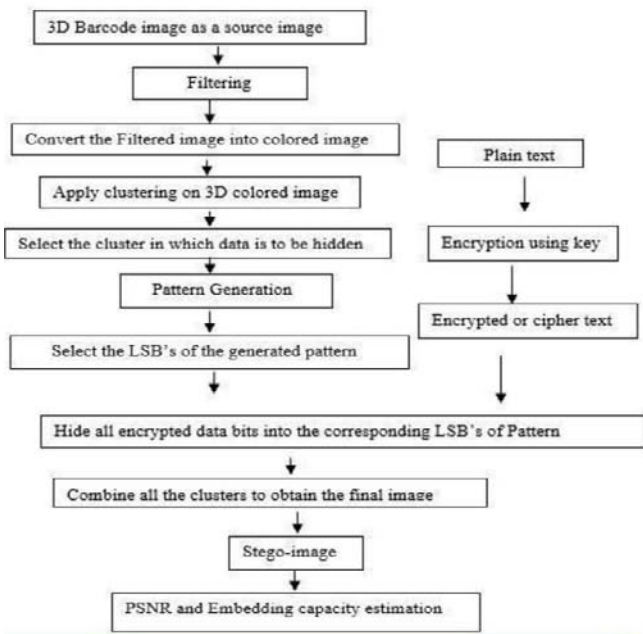 3D Barcode image as a source image
Filtering
Convert the Filtered image into colored image
Apply clustering on 3D colored image
Select the cluster in which data is to be hidden
Pattern Generation
Select the LSB's of the generated pattern
Plain text
Encryption using key
Encrypted or cipher text
Hide all encrypted data bits into the corresponding LSB's of Pattern
Combine all the clusters to obtain the final image
Stego-image
PSNR and Embedding capacity estimation